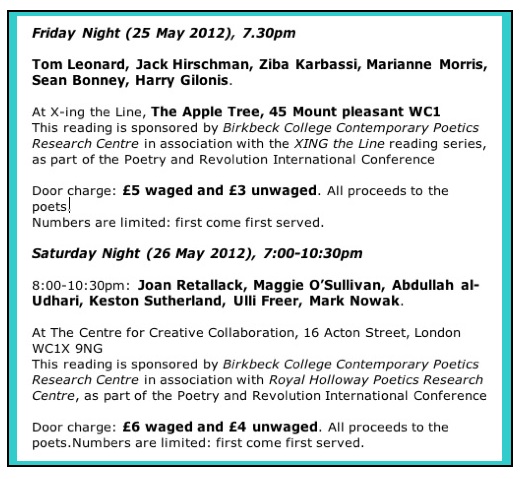 Friday Night (25 May 2012), 7.30pm
Tom Leonard, Jack Hirschman, Ziba Karbassi, Marianne Morris,
Sean Bonney, Harry Gilonis.
At X-ing the Line, The Apple Tree, 45 Mount pleasant WC1
This reading is sponsored by Birkbeck College Contemporary Poetics
Research Centre in association with the XING the Line reading series,
as part of the Poetry and Revolution International Conference
Door charge: £5 waged and £3 unwaged. All proceeds to the
poets.
Numbers are limited: first come first served.
Saturday Night (26 May 2012), 7:00-10:30pm
8:00-10:30pm: Joan Retallack, Maggie O’Sullivan, Abdullah al-
Udhari, Keston Sutherland, Ulli Freer, Mark Nowak.
At The Centre for Creative Collaboration, 16 Acton Street, London
WC1X 9NG
This reading is sponsored by Birkbeck College Contemporary Poetics
Research Centre in association with Royal Holloway Poetics Research
Centre, as part of the Poetry and Revolution International Conference
Door charge: £6 waged and £4 unwaged. All proceeds to the
poets.Numbers are limited: first come first served.